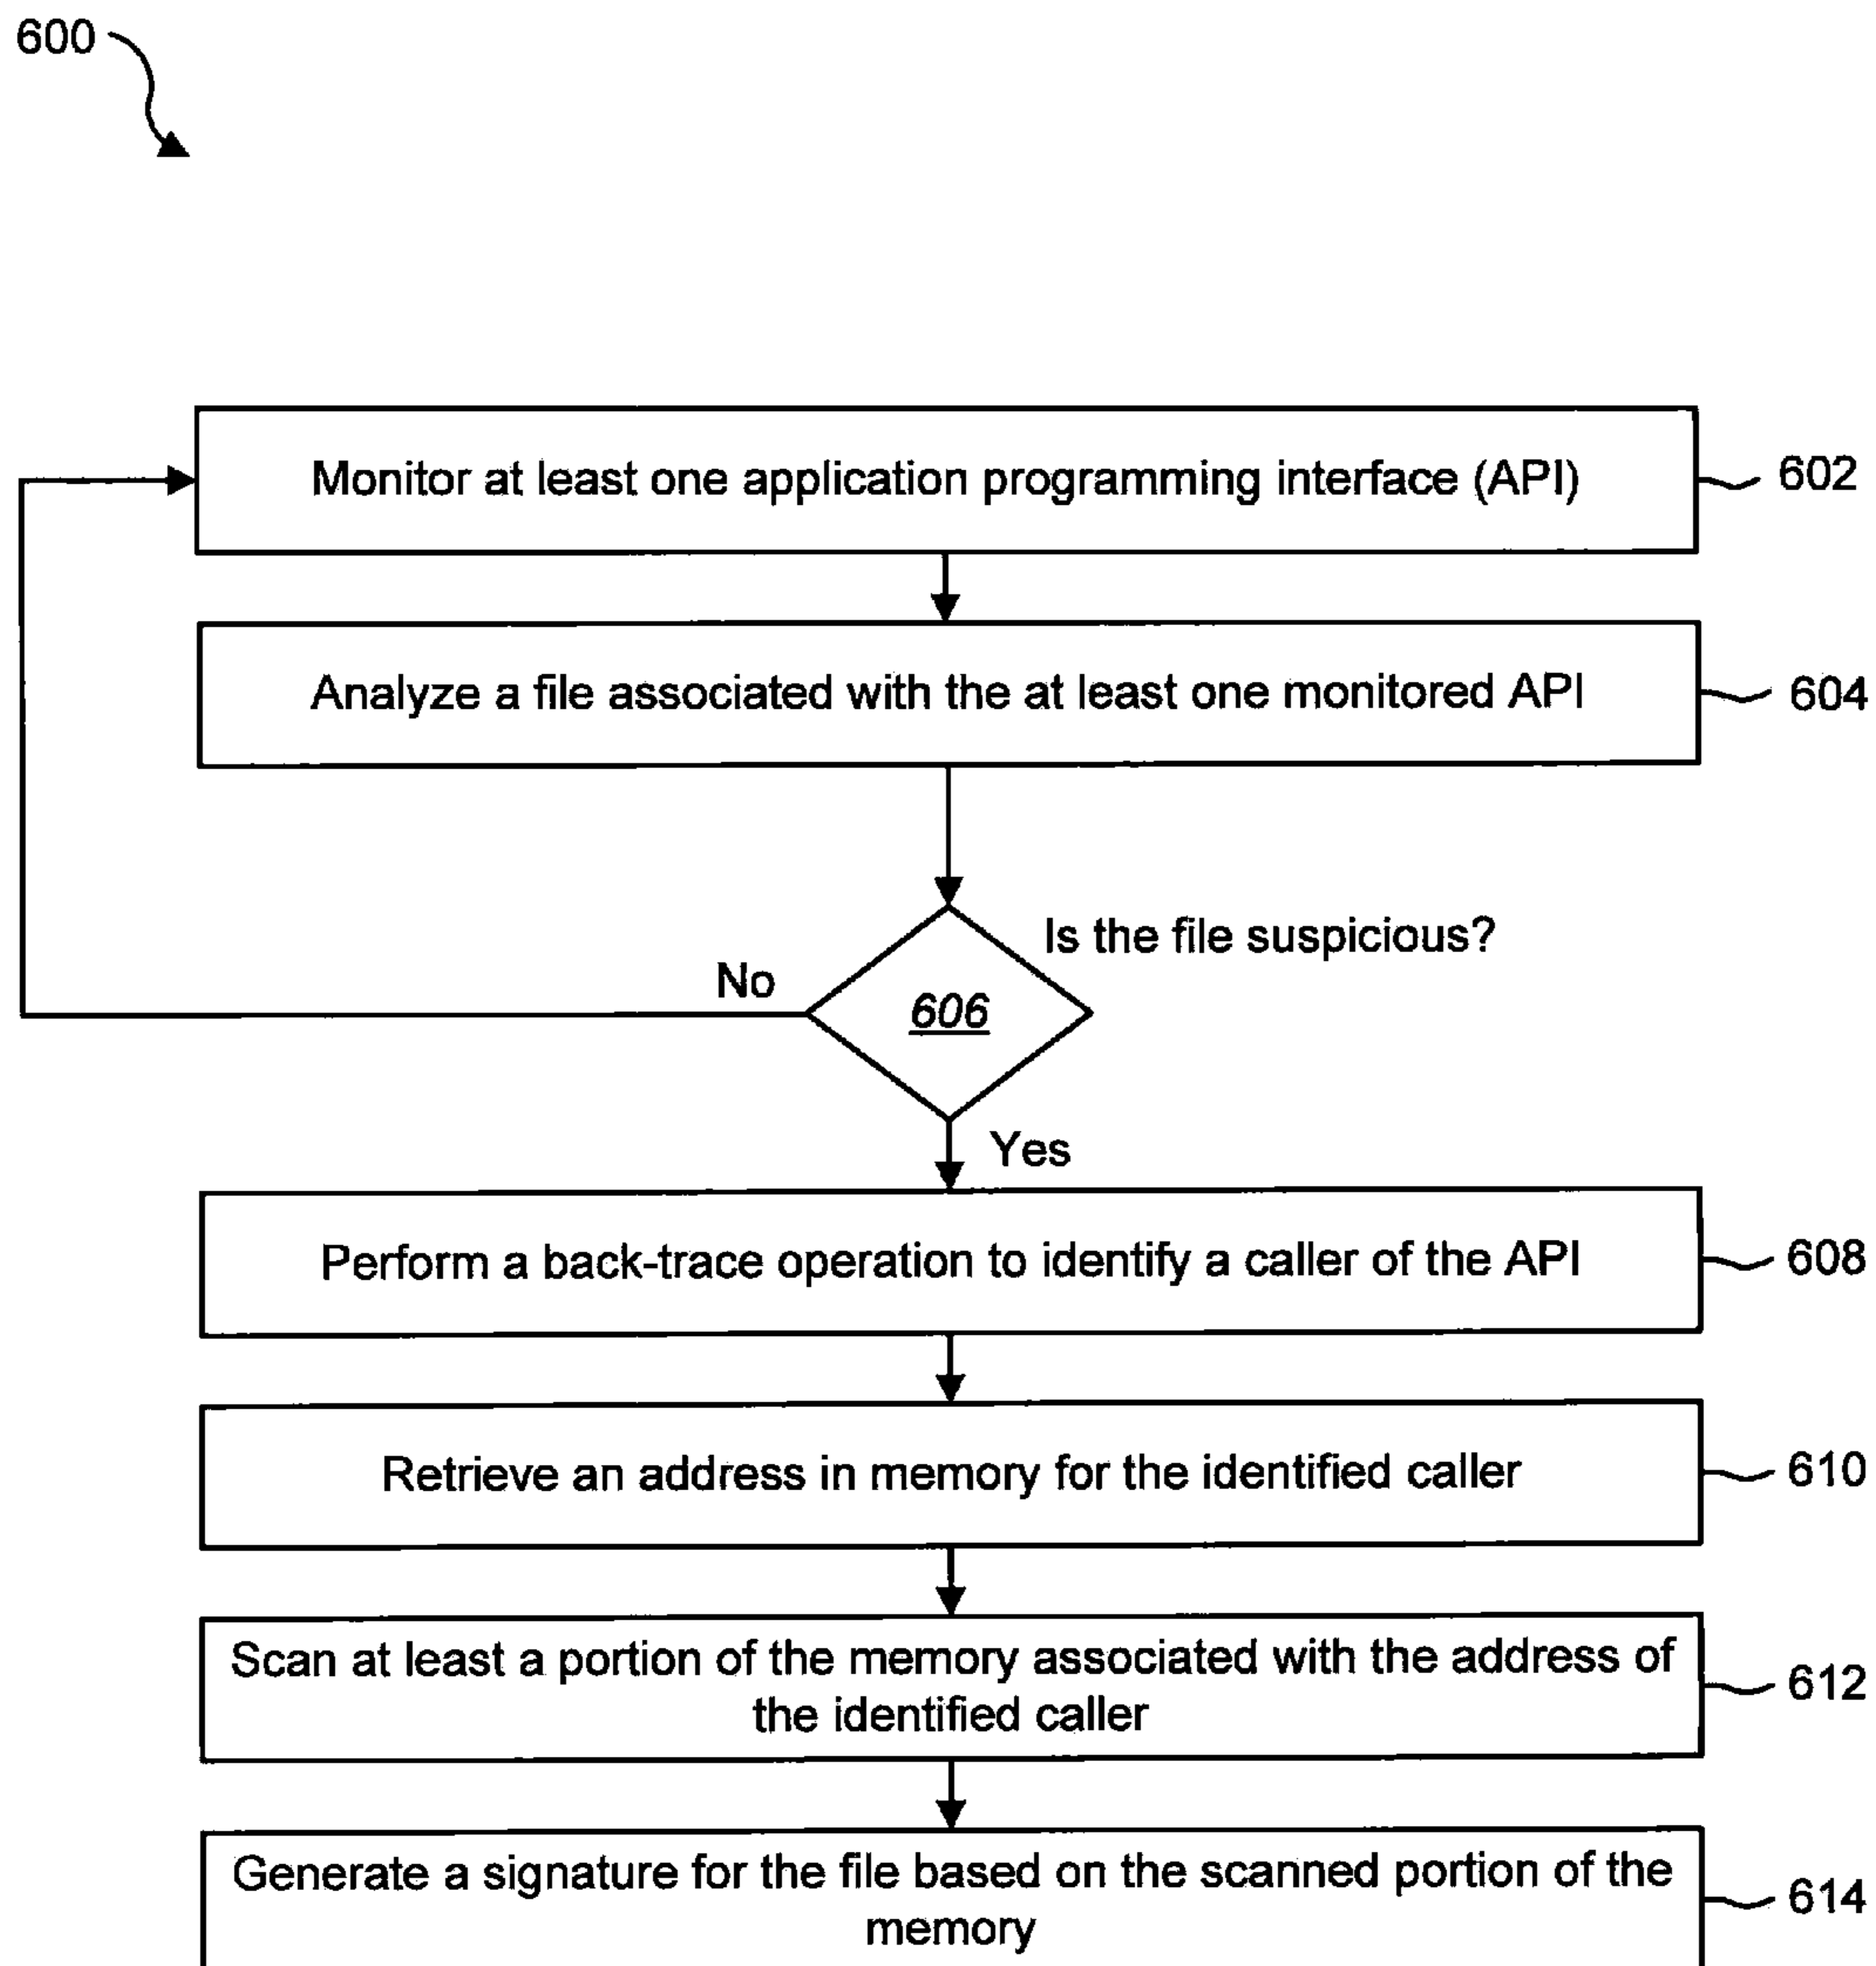 600
Monitor at least one application programming interface (API)
602
Analyze a file associated with the at least one monitored API
604
Is the file suspicious?
No
606
Yes
Perform a back-trace operation to identify a caller of the API
608
Retrieve an address in memory for the identified caller
610
Scan at least a portion of the memory associated with the address of
the identified caller
612
Generate a signature for the file based on the scanned portion of the
memory
614